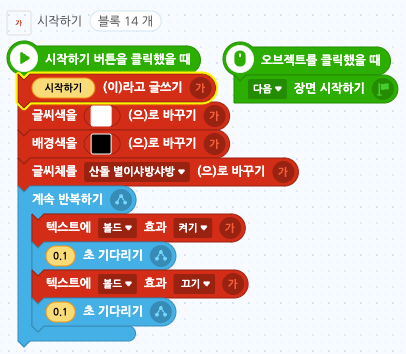 가 시작하기 블록 14 개
시작하기 버튼을 클릭했을 때
시작하기 (이)라고 글쓰기 가
글씨색을 (으)로 바꾸기 가
배경색을 (으)로 바꾸기 가
글씨체를 산돌 별이샤방샤방 (으)로 바꾸기 가
계속 반복하기
텍스트에 볼드 효과 켜기 가
0.1 초 기다리기
텍스트에 볼드 효과 끄기 가
0.1 초 기다리기
오브젝트를 클릭했을 때
다음 장면 시작하기